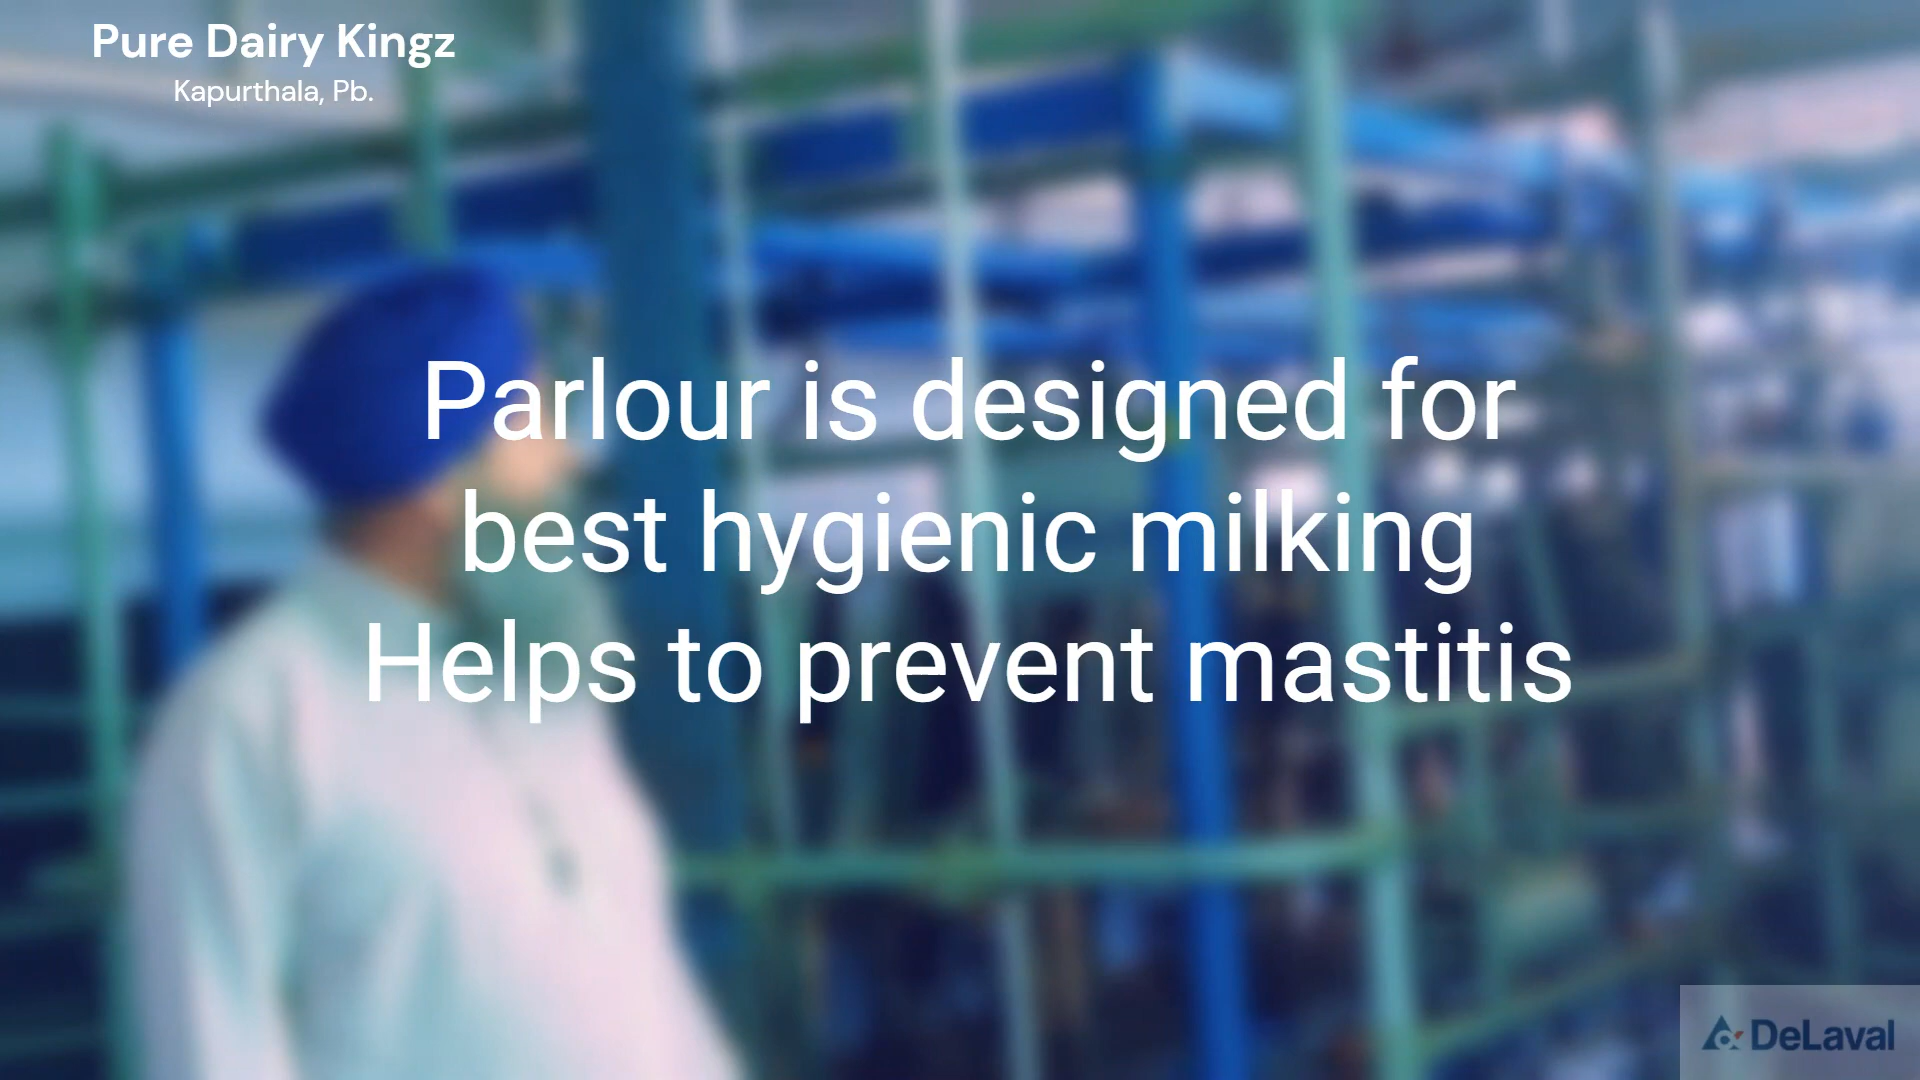 Pure Dairy Kingz
Kapurthala, Pb.
Parlour is designed for
best hygienic milking
Helps to prevent mastitis
DeLaval